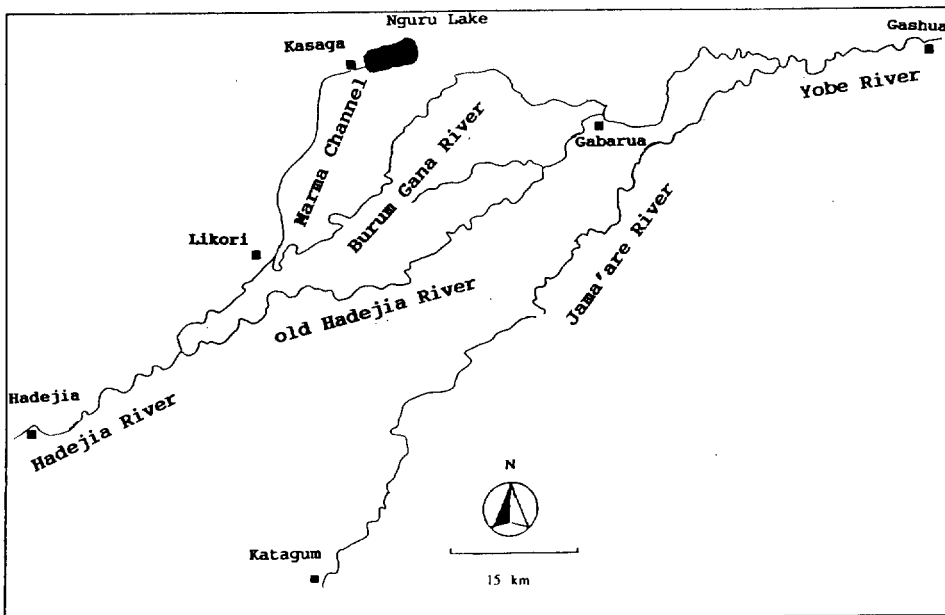 Nguru Lake
Kasaga
Gashua
Yobe River
Marma Channel
Burum Gana River
Gabarua
Likori
Jama'are River
old Hadejia River
Hadejia
Hadejia River
N
Katagum
15 km